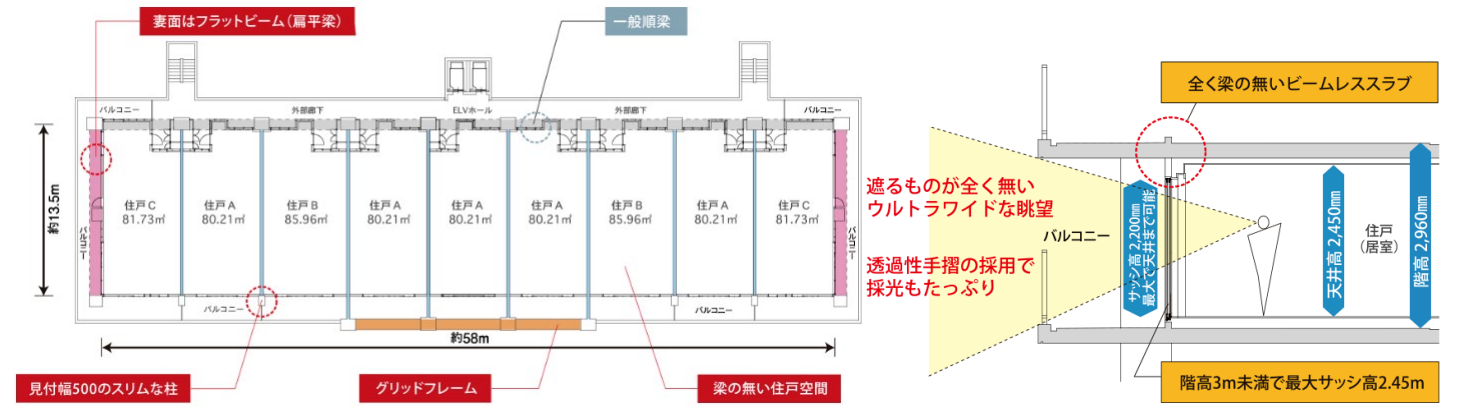 妻面はフラットビーム(扁平梁)
一般順梁
バルコニー
外部廊下
ELVホール
外部廊下
バルコニー
約13.5m
住戸C
81.73㎡
住戸A
80.21㎡
住戸B
85.96㎡
住戸A
80.21㎡
住戸A
80.21㎡
住戸A
80.21㎡
住戸B
85.96㎡
住戸A
80.21㎡
住戸C
81.73㎡
バルコニー
バルコニー
バルコニー
バルコニー
約58m
見付幅500のスリムな柱
グリッドフレーム
梁の無い住戸空間
全く梁の無いビームレススラブ
遮るものが全く無い
ウルトラワイドな眺望
バルコニー
透過性手摺の採用で
採光もたっぷり
サッシ高 2,200㎜
最大で天井まで可能
天井高 2,450㎜
住戸
(居室)
階高 2,960㎜
階高3m未満で最大サッシ高2.45m